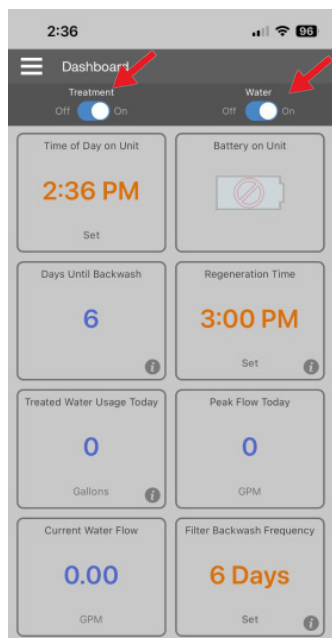 2:36 96
Dashboard
Treatment Water
Off On Off On
Time of Day on Unit Battery on Unit
2:36 PM
Set
Days Until Backwash Regeneration Time
6 3:00 PM
i Set i
Treated Water Usage Today Peak Flow Today
0 0
Gallons i GPM
Current Water Flow Filter Backwash Frequency
0.00 6 Days
GPM Set i